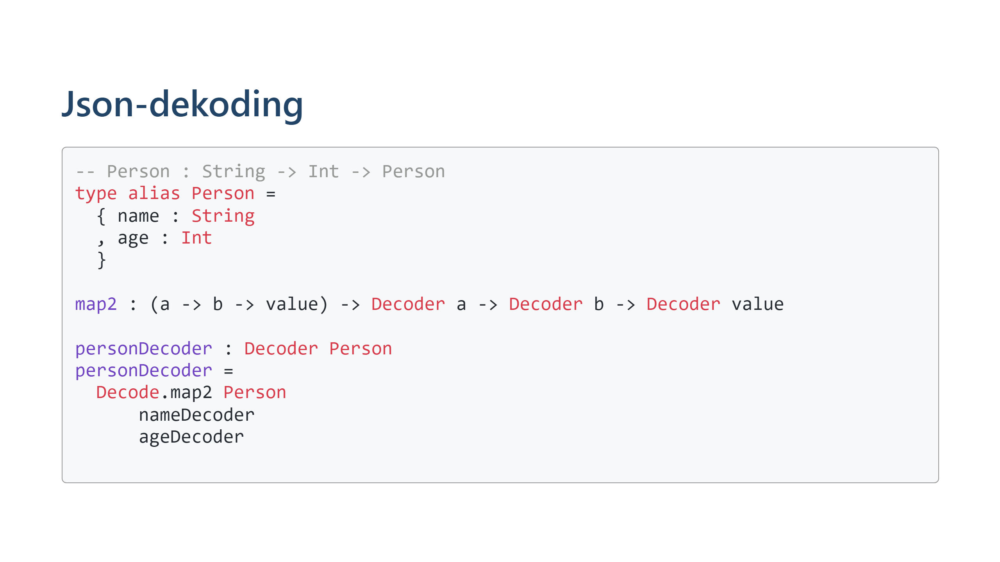 Json-dekoding
-- Person : String -> Int -> Person
type alias Person =
  { name : String
  , age : Int
  }
map2 : (a -> b -> value) -> Decoder a -> Decoder b -> Decoder value
personDecoder : Decoder Person
personDecoder =
  Decode.map2 Person
      nameDecoder
      ageDecoder